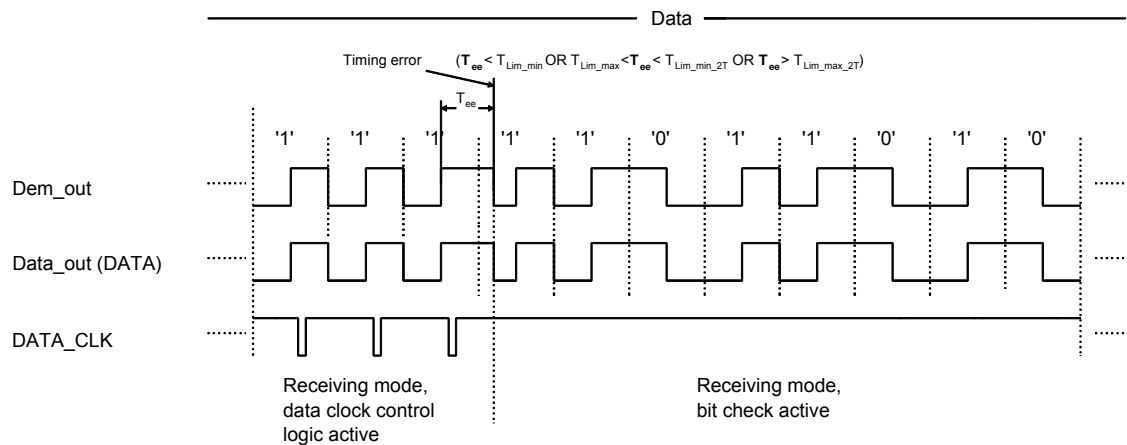 Data
Timing error (Tee < TLim_min OR TLim_max <Tee < TLim_min_2T OR Tee > TLim_max_2T)
Tee
'1' '1' '1' '1' '1' '0' '1' '1' '0' '1' '0'
Dem_out
Data_out (DATA)
DATA_CLK
Receiving mode,
data clock control
logic active
Receiving mode,
bit check active